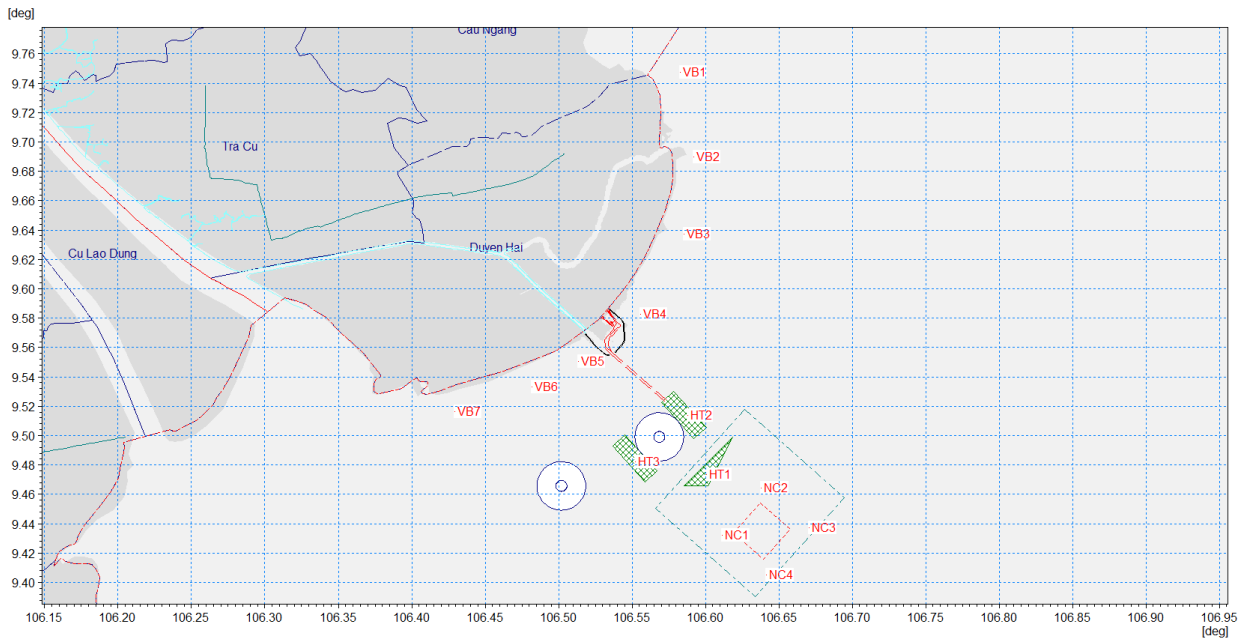 [deg]
Cau Ngang
9.76
VB1
9.74
9.72
9.70
Tra Cu
VB2
9.68
9.66
9.64
VB3
Duyen Hai
Cu Lao Dung
9.62
9.60
9.58
VB4
9.56
VB5
9.54
VB6
9.52
VB7
HT2
9.50
9.48
HT3
HT1
9.46
NC2
9.44
NC1
NC3
9.42
NC4
9.40
106.15 106.20 106.25 106.30 106.35 106.40 106.45 106.50 106.55 106.60 106.65 106.70 106.75 106.80 106.85 106.90 106.95
[deg]